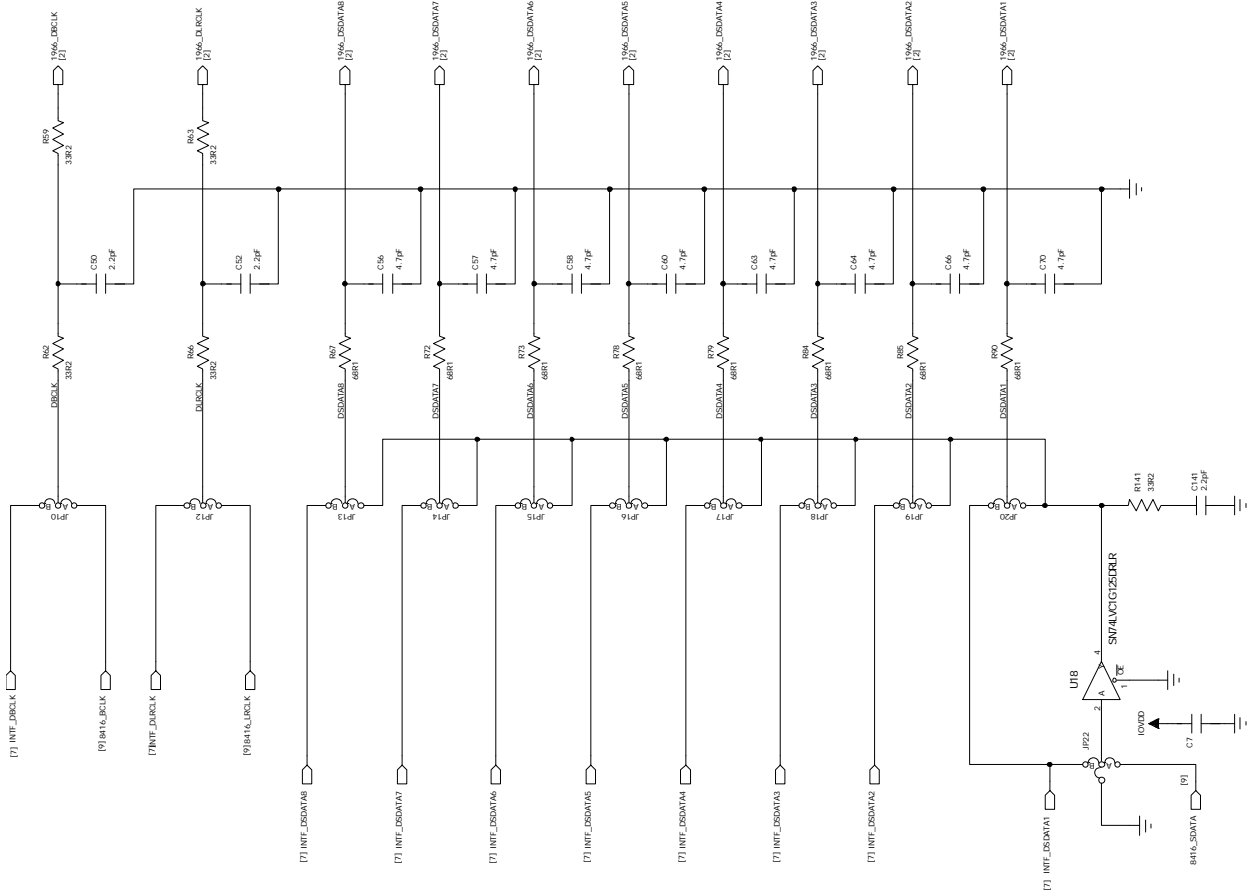 1966_DBCLK
[2]
1966_DLRCLK
[2]
1966_DSDATA8
[2]
1966_DSDATA7
[2]
1966_DSDATA6
[2]
1966_DSDATA5
[2]
1966_DSDATA4
[2]
1966_DSDATA3
[2]
1966_DSDATA2
[2]
1966_DSDATA1
[2]
R59
33R2
R63
33R2
C50
2.2pF
C52
2.2pF
C56
4.7pF
C57
4.7pF
C58
4.7pF
C60
4.7pF
C63
4.7pF
C64
4.7pF
C66
4.7pF
C70
4.7pF
R62
33R2
R66
33R2
R67
68R1
R72
68R1
R73
68R1
R78
68R1
R79
68R1
R84
68R1
R85
68R1
R90
68R1
DBCLK
DLRCLK
DSDATA8
DSDATA7
DSDATA6
DSDATA5
DSDATA4
DSDATA3
DSDATA2
DSDATA1
B A
JP10
B A
JP12
B A
JP13
B A
JP14
B A
JP15
B A
JP16
B A
JP17
B A
JP18
B A
JP19
B A
JP20
R141
33R2
C141
2.2pF
SN74LVC1G125DRLR
U18
A
Y
OE
2
4
1
IOVDD
C7
JP22
B A
[7] INTF_DBCLK
[9] 8416_BCLK
[7] INTF_DLRCLK
[9] 8416_LRCLK
[7] INTF_DSDATA8
[7] INTF_DSDATA7
[7] INTF_DSDATA6
[7] INTF_DSDATA5
[7] INTF_DSDATA4
[7] INTF_DSDATA3
[7] INTF_DSDATA2
[7] INTF_DSDATA1
8416_SDATA
[9]